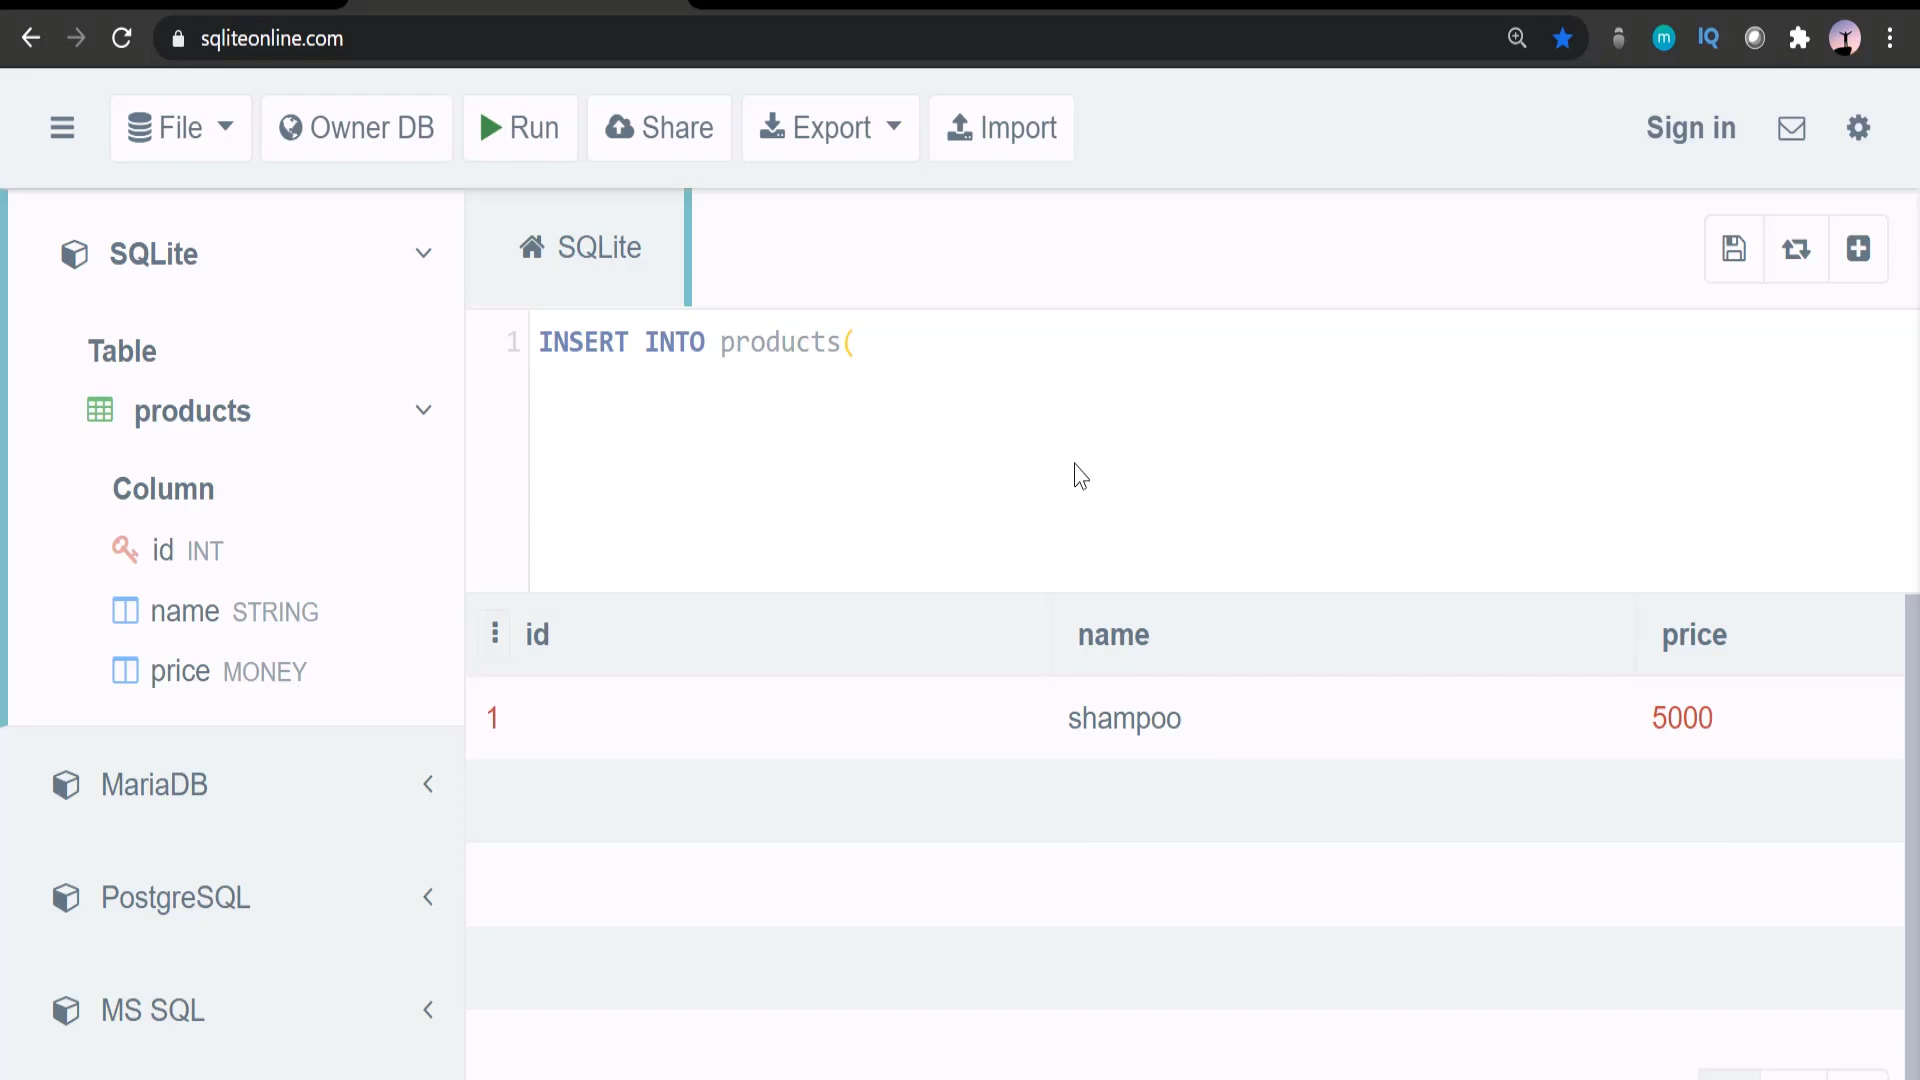 sqliteonline.com
m
IQ
File
Owner DB
Run
Share
Export
Import
Sign in
SQLite
Table
products
Column
id INT
name STRING
price MONEY
MariaDB
PostgreSQL
MS SQL
SQLite
1 INSERT INTO products(
id name price
1 shampoo 5000